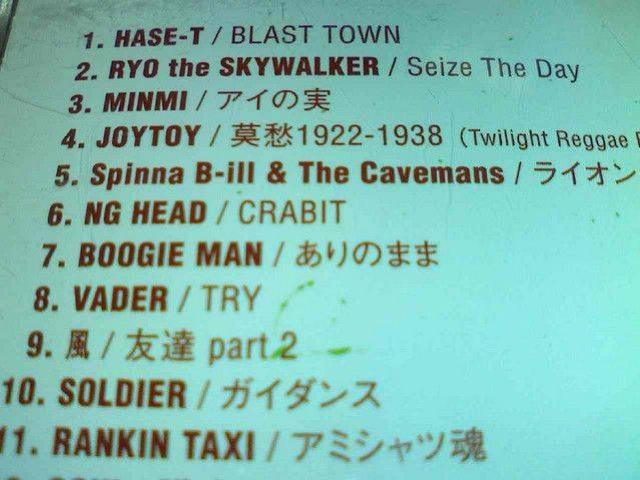 1. HASE-T / BLAST TOWN
2. RYO the SKYWALKER / Seize The Day
3. MINMI / アイの実
4. JOYTOY / 莫愁1922-1938 (Twilight Reggae
5. Spinna B-ill & The Cavemans / ライオン
6. NG HEAD / CRABIT
7. BOOGIE MAN / ありのまま
8. VADER / TRY
9. 風 / 友達 part 2
10. SOLDIER / ガイダンス
11. RANKIN TAXI / アミシャツ魂